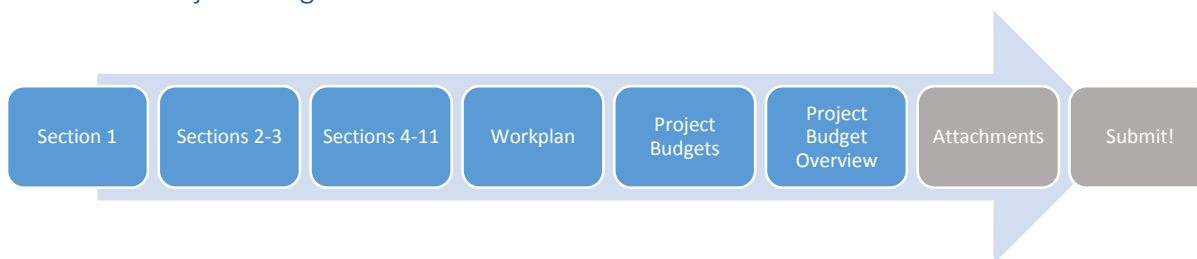 Section 1
Sections 2-3
Sections 4-11
Workplan
Project
Budgets
Project
Budget
Overview
Attachments
Submit!